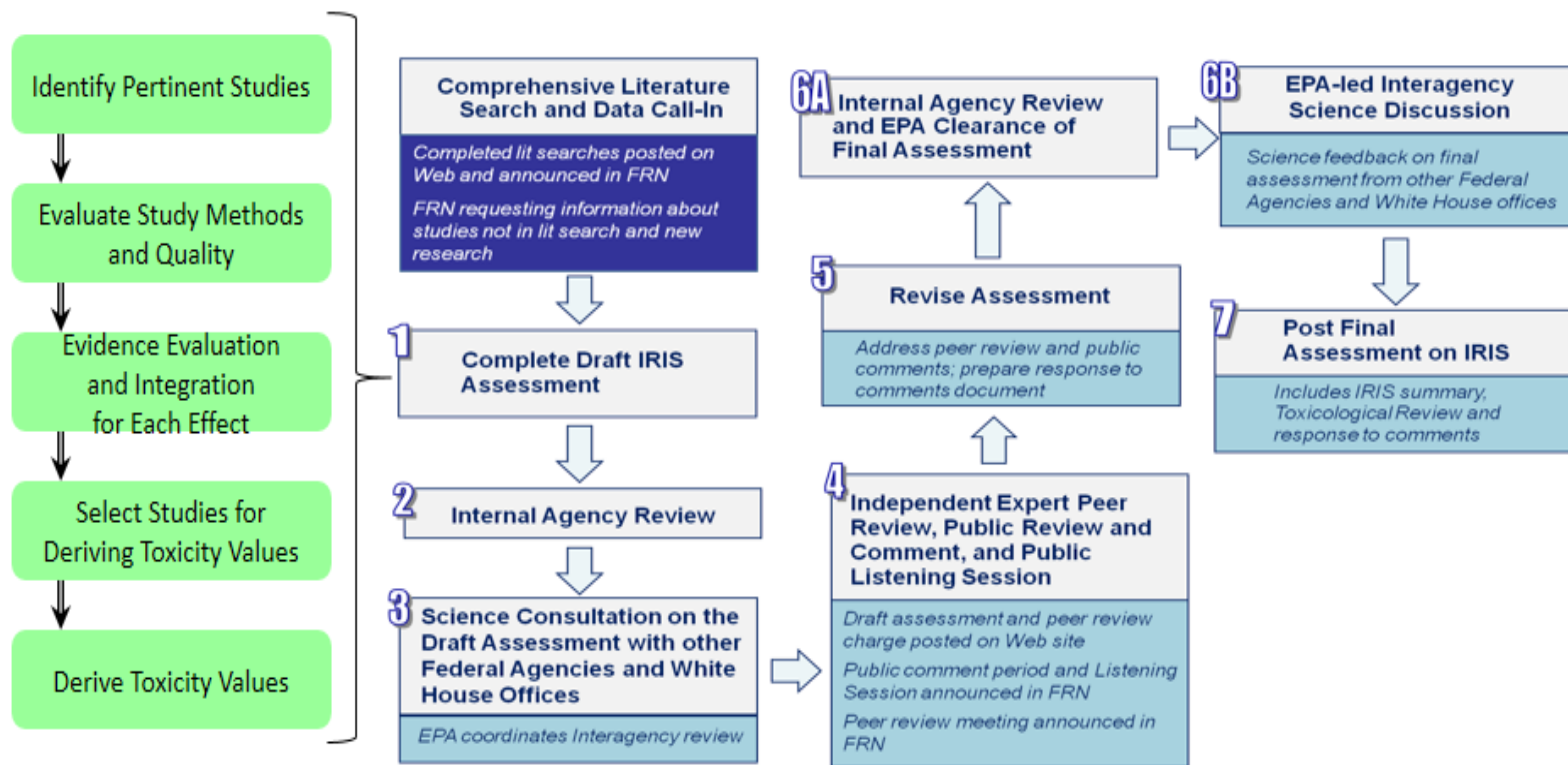 Identify Pertinent Studies
Evaluate Study Methods
and Quality
Evidence Evaluation
and Integration
for Each Effect
Select Studies for
Deriving Toxicity Values
Derive Toxicity Values
Comprehensive Literature
Search and Data Call-In
Completed lit searches posted on
Web and announced in FRN
FRN requesting information about
studies not in lit search and new
research
1
Complete Draft IRIS
Assessment
2
Internal Agency Review
3
Science Consultation on the
Draft Assessment with other
Federal Agencies and White
House Offices
EPA coordinates Interagency review
4
Independent Expert Peer
Review, Public Review and
Comment, and Public
Listening Session
Draft assessment and peer review
charge posted on Web site
Public comment period and Listening
Session announced in FRN
Peer review meeting announced in
FRN
5
Revise Assessment
Address peer review and public
comments; prepare response to
comments document
6A
Internal Agency Review
and EPA Clearance of
Final Assessment
6B
EPA-led Interagency
Science Discussion
Science feedback on final
assessment from other Federal
Agencies and White House offices
7
Post Final
Assessment on IRIS
Includes IRIS summary,
Toxicological Review and
response to comments